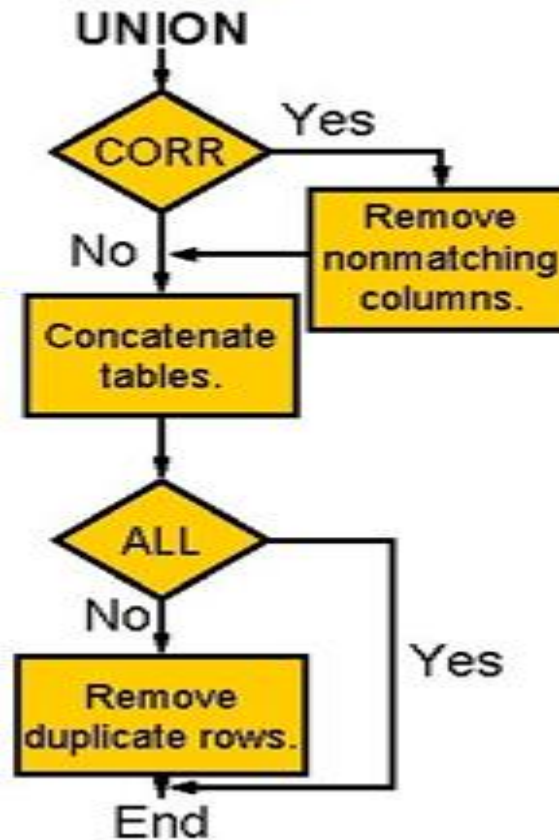 UNION
CORR
Yes
Remove
nonmatching
columns.
No
Concatenate
tables.
ALL
No
Yes
Remove
duplicate rows.
End